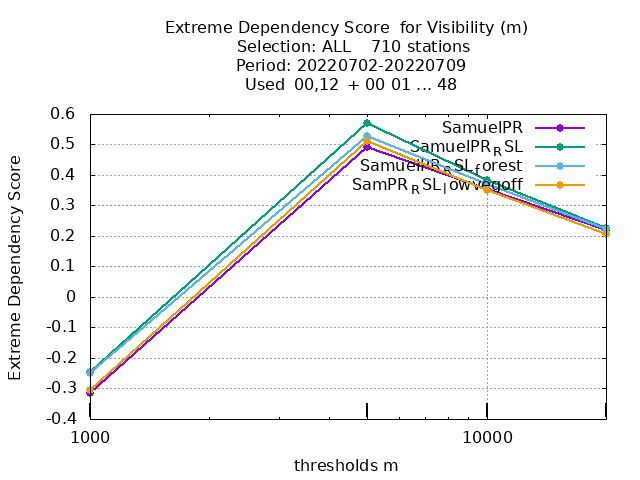 Extreme Dependency Score  for Visibility (m)
Selection: ALL    710 stations
Period: 20220702-20220709
Used  00,12  + 00 01 ... 48
SamuelPR
SamuelPR_RSL
SamuelPR_RSL_forest
SamPR_RSL_lowvegoff
Extreme Dependency Score
0.6
0.5
0.4
0.3
0.2
0.1
0
-0.1
-0.2
-0.3
-0.4
1000
10000
thresholds m